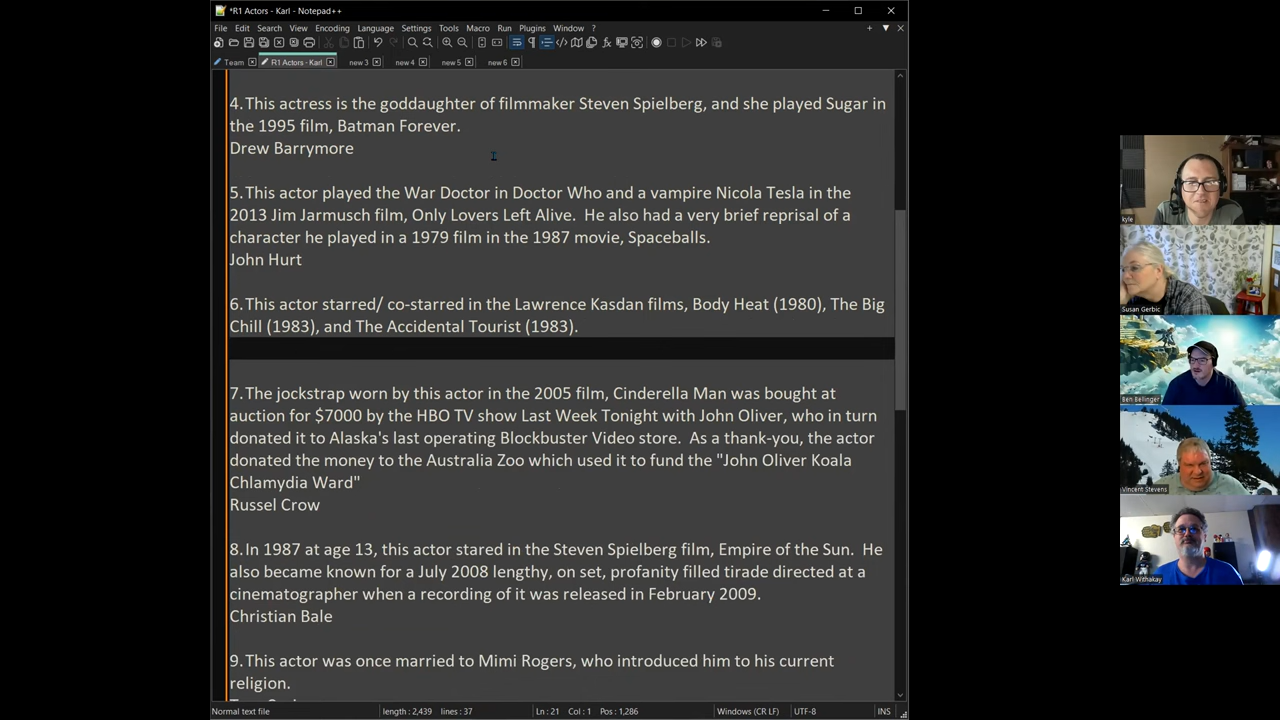 *R1 Actors - Karl - Notepad++
File Edit Search View Encoding Language Settings Tools Macro Run Plugins Window ?
Team R1 Actors - Karl new 3 new 4 new 5 new 6
4.This actress is the goddaughter of filmmaker Steven Spielberg, and she played Sugar in
the 1995 film, Batman Forever.
Drew Barrymore
5.This actor played the War Doctor in Doctor Who and a vampire Nicola Tesla in the
2013 Jim Jarmusch film, Only Lovers Left Alive.  He also had a very brief reprisal of a
character he played in a 1979 film in the 1987 movie, Spaceballs.
John Hurt
6.This actor starred/ co-starred in the Lawrence Kasdan films, Body Heat (1980), The Big
Chill (1983), and The Accidental Tourist (1983).
7.The jockstrap worn by this actor in the 2005 film, Cinderella Man was bought at
auction for $7000 by the HBO TV show Last Week Tonight with John Oliver, who in turn
donated it to Alaska's last operating Blockbuster Video store.  As a thank-you, the actor
donated the money to the Australia Zoo which used it to fund the "John Oliver Koala
Chlamydia Ward"
Russel Crow
8.In 1987 at age 13, this actor stared in the Steven Spielberg film, Empire of the Sun.  He
also became known for a July 2008 lengthy, on set, profanity filled tirade directed at a
cinematographer when a recording of it was released in February 2009.
Christian Bale
9.This actor was once married to Mimi Rogers, who introduced him to his current
religion.
Normal text file length : 2,439 lines : 37 Ln : 21 Col : 1 Pos : 1,286 Windows (CR LF) UTF-8 INS
kyle
Susan Gerbic
Ben Bellinger
Vincent Stevens
Karl Withakay